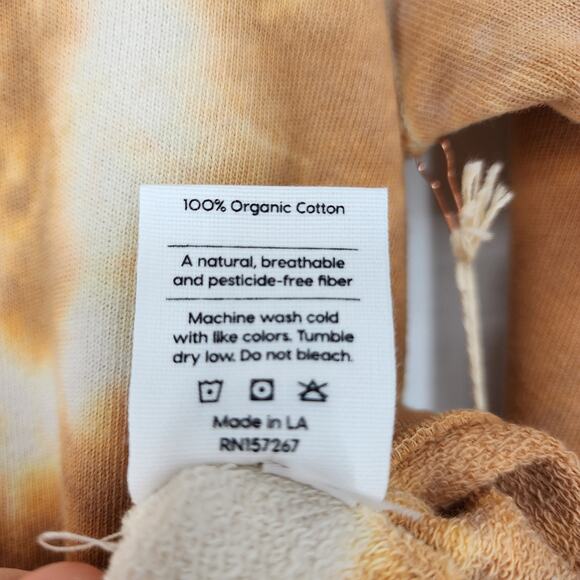 100% Organic Cotton
A natural, breathable
and pesticide-free fiber
Machine wash cold
with like colors. Tumble
dry low. Do not bleach.
Made in LA
RN157267